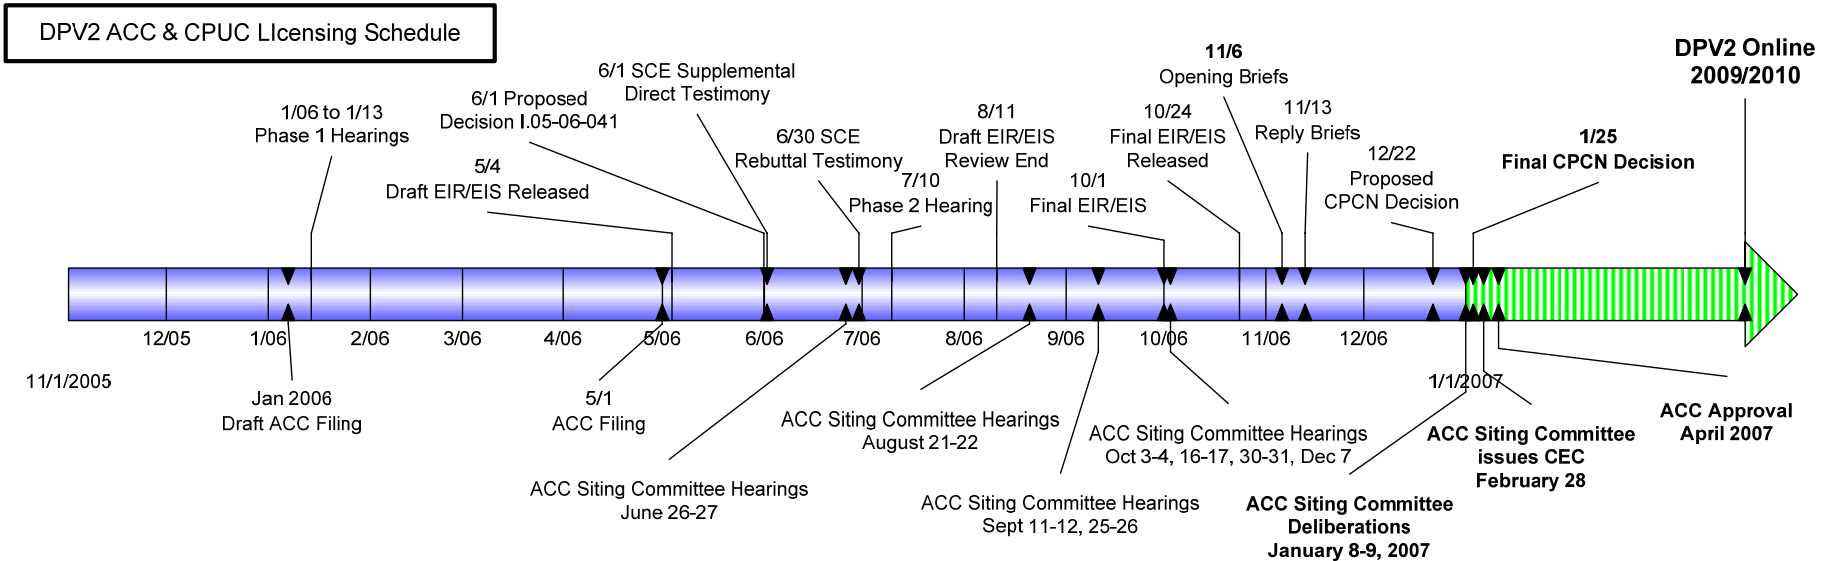 DPV2 ACC & CPUC LIcensing Schedule
1/06 to 1/13
Phase 1 Hearings
5/4
Draft EIR/EIS Released
6/1 Proposed
Decision I.05-06-041
6/1 SCE Supplemental
Direct Testimony
6/30 SCE
Rebuttal Testimony
7/10
Phase 2 Hearing
8/11
Draft EIR/EIS
Review End
10/1
Final EIR/EIS
10/24
Final EIR/EIS
Released
11/6
Opening Briefs
11/13
Reply Briefs
12/22
Proposed
CPCN Decision
1/25
Final CPCN Decision
DPV2 Online
2009/2010
12/05
1/06
2/06
3/06
4/06
5/06
6/06
7/06
8/06
9/06
10/06
11/06
12/06
11/1/2005
1/1/2007
Jan 2006
Draft ACC Filing
5/1
ACC Filing
ACC Siting Committee Hearings
June 26-27
ACC Siting Committee Hearings
August 21-22
ACC Siting Committee Hearings
Sept 11-12, 25-26
ACC Siting Committee Hearings
Oct 3-4, 16-17, 30-31, Dec 7
ACC Siting Committee
Deliberations
January 8-9, 2007
ACC Siting Committee
issues CEC
February 28
ACC Approval
April 2007